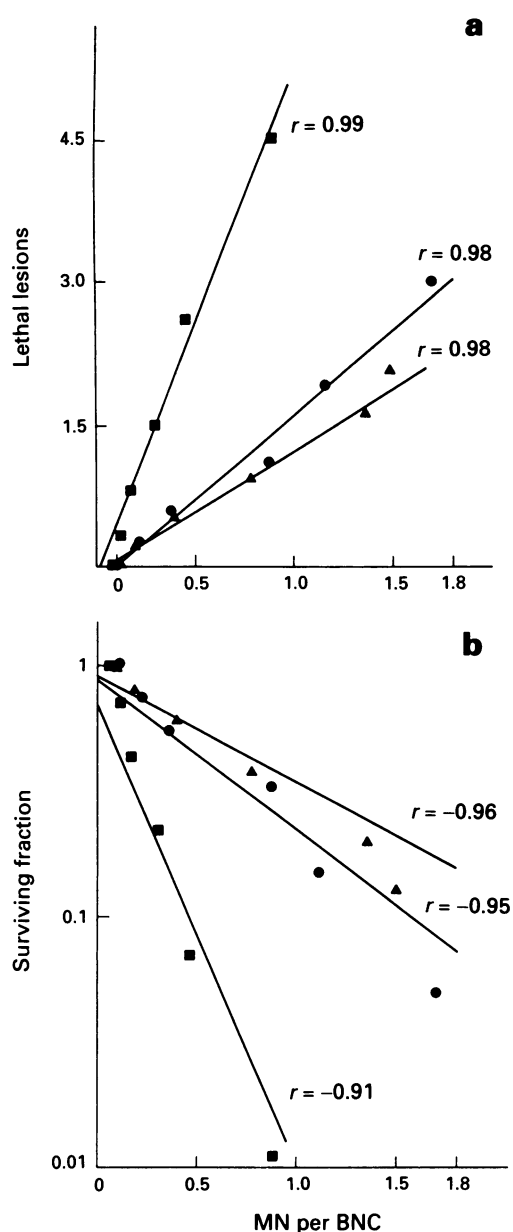 a
r = 0.99
4.5
r = 0.98
3.0
r = 0.98
Lethal lesions
1.5
0 0.5 1.0 1.5 1.8
b
1
r = −0.96
Surviving fraction
r = −0.95
0.1
r = −0.91
0.01
0 0.5 1.0 1.5 1.8
MN per BNC